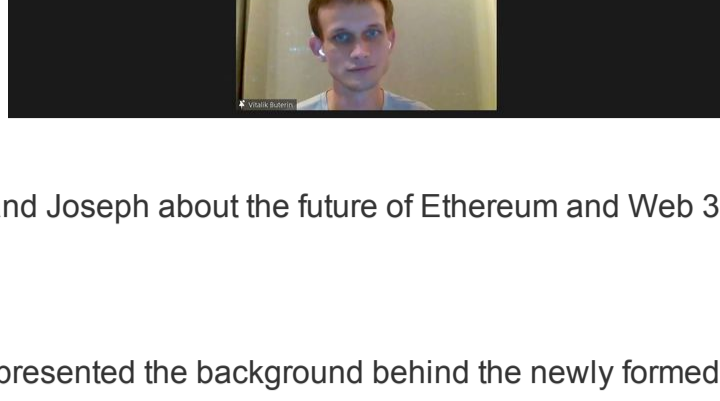 Vitalik Buterin
nd Joseph about the future of Ethereum and Web 3
presented the background behind the newly formed